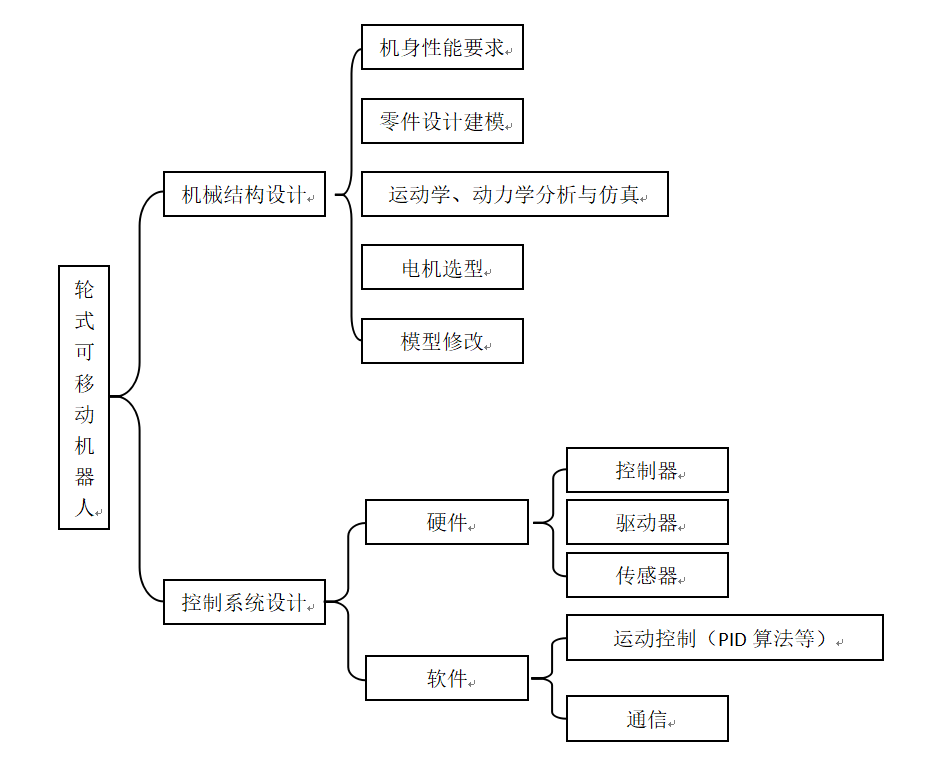 机身性能要求
零件设计建模
机械结构设计
运动学、动力学分析与仿真
电机选型
模型修改
轮式可移动机器人
控制器
硬件
驱动器
传感器
控制系统设计
运动控制（PID 算法等）
软件
通信